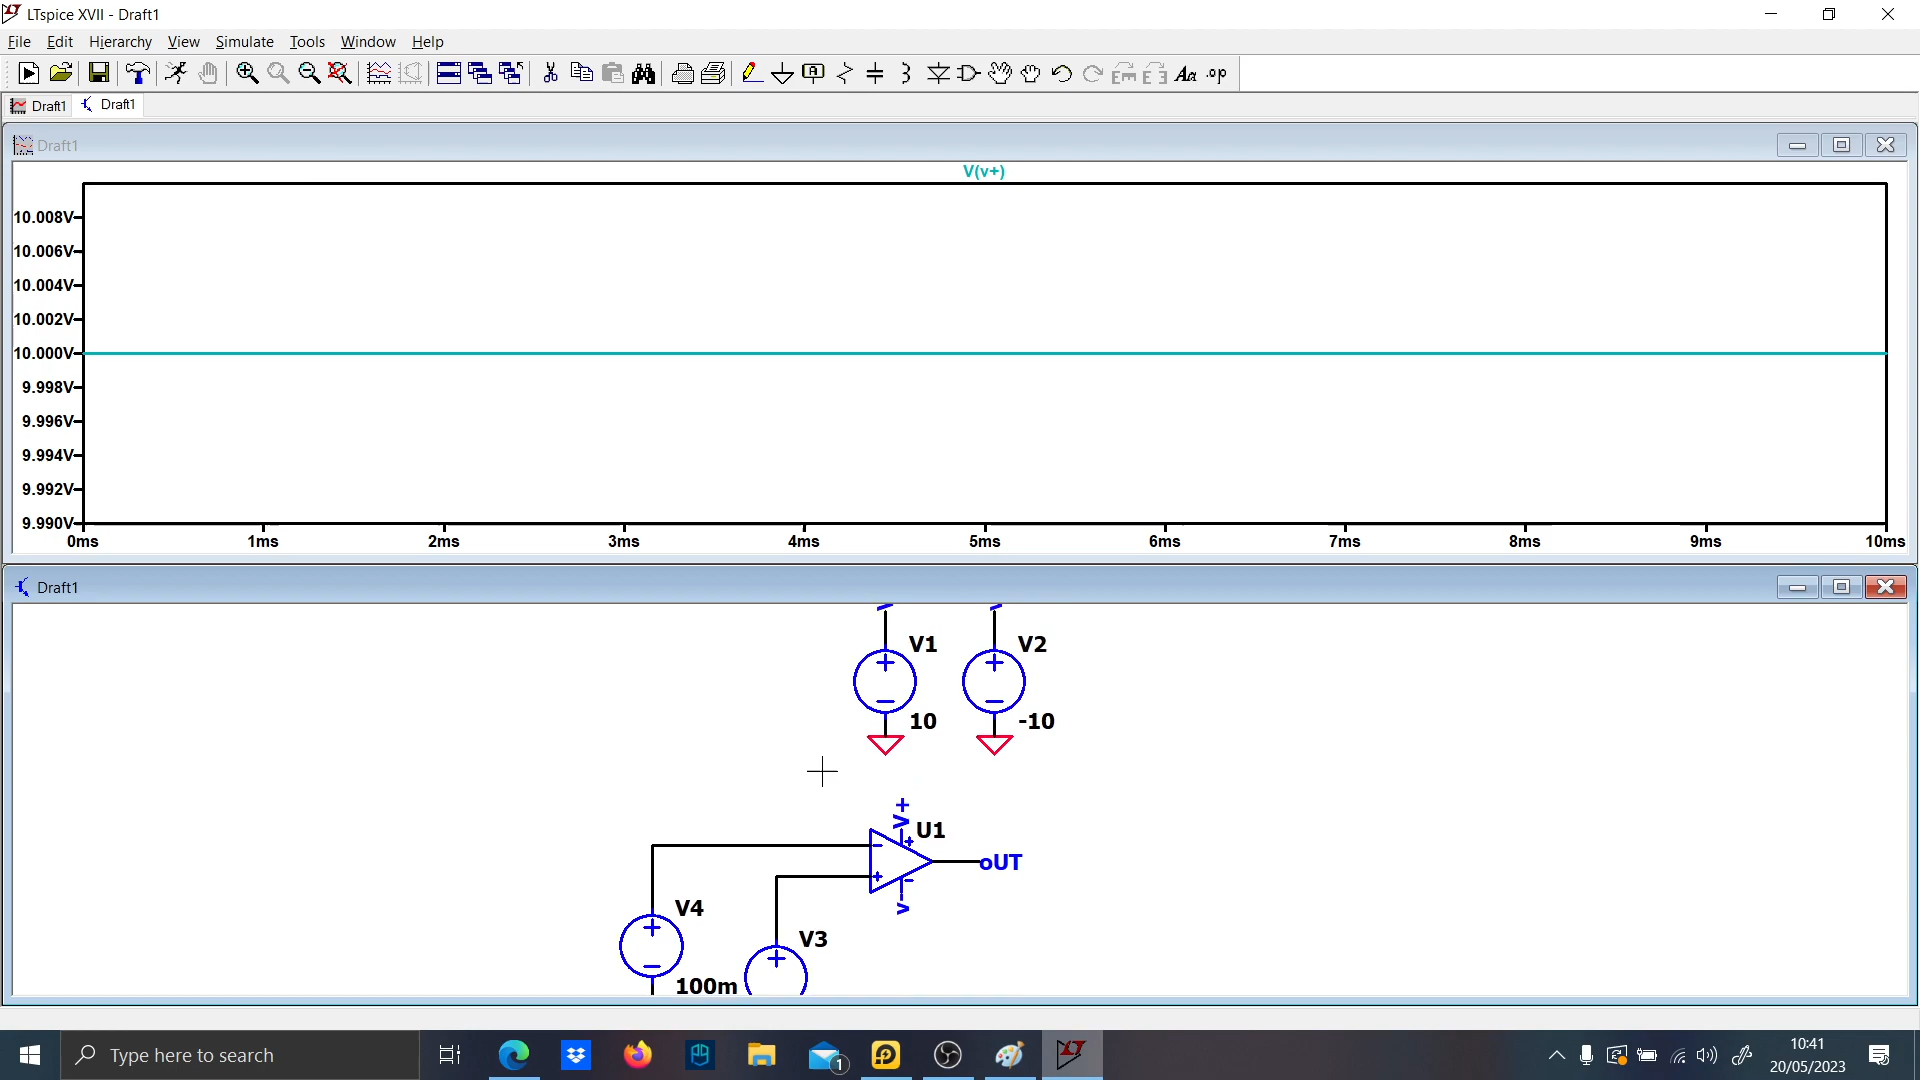 LTspice XVII - Draft1
File Edit Hierarchy View Simulate Tools Window Help
A Aa .op
Draft1 Draft1
Draft1
V(v+)
10.008V
10.006V
10.004V
10.002V
10.000V
9.998V
9.996V
9.994V
9.992V
9.990V
0ms 1ms 2ms 3ms 4ms 5ms 6ms 7ms 8ms 9ms 10ms
Draft1
V1 V2
10 -10
V+
U1
oUT
v-
V4
V3
100m
Type here to search
1
10:41
20/05/2023